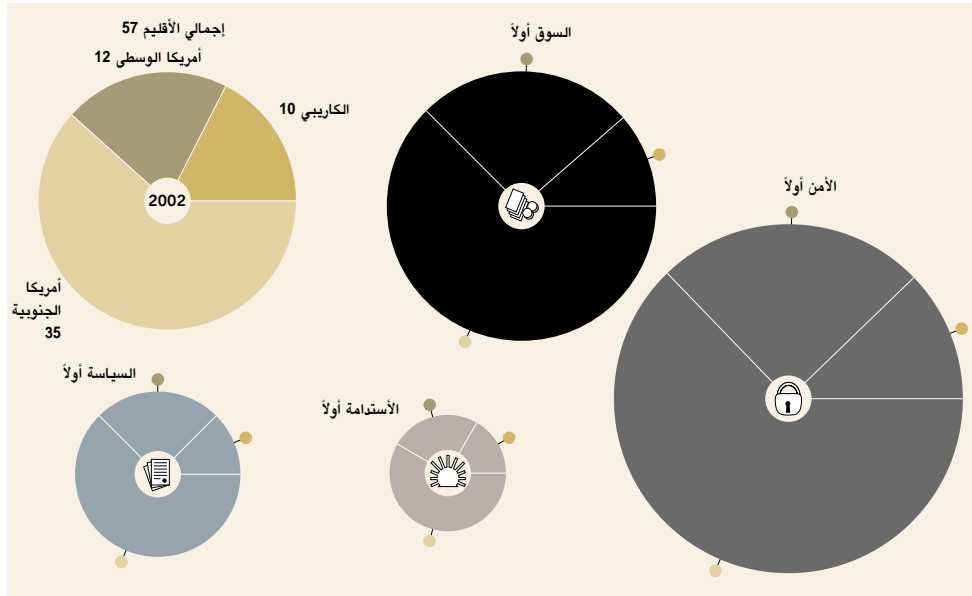 إجمالي الأقليم 57
أمريكا الوسطى 12
الكاريبي 10
2002
أمريكا
الجنوبية
35
السوق أولاً
الأمن أولاً
السياسة أولاً
الأستدامة أولاً